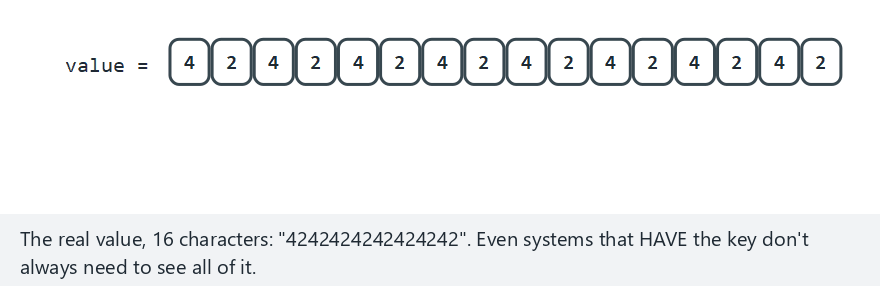 value = 4 2 4 2 4 2 4 2 4 2 4 2 4 2 4 2
The real value, 16 characters: "4242424242424242". Even systems that HAVE the key don't
always need to see all of it.